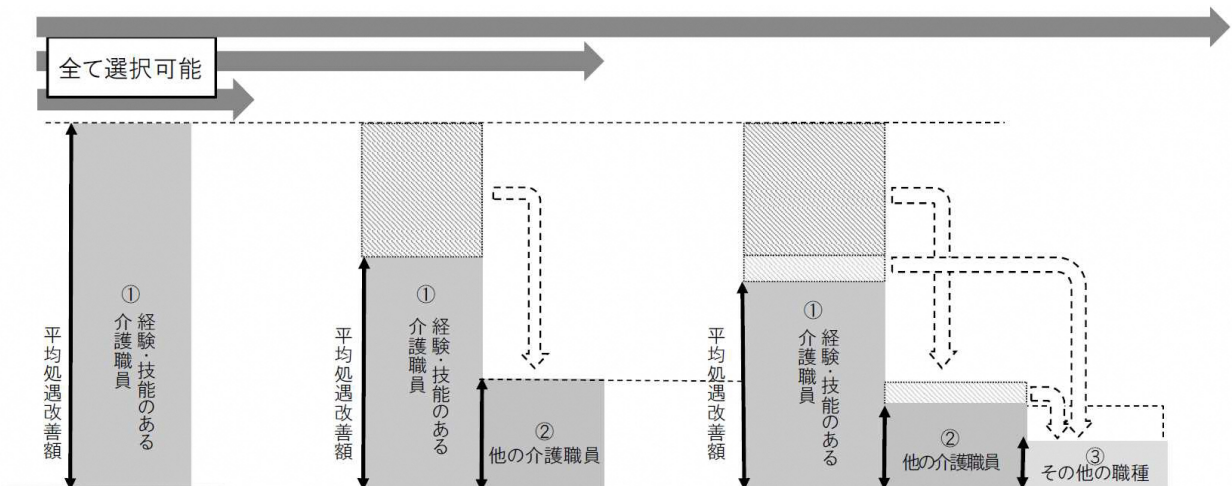 全て選択可能
平均処遇改善額
①
経験・技能のある
介護職員
平均処遇改善額
①
経験・技能のある
介護職員
②
他の介護職員
平均処遇改善額
①
経験・技能のある
介護職員
②
他の介護職員
③
その他の職種